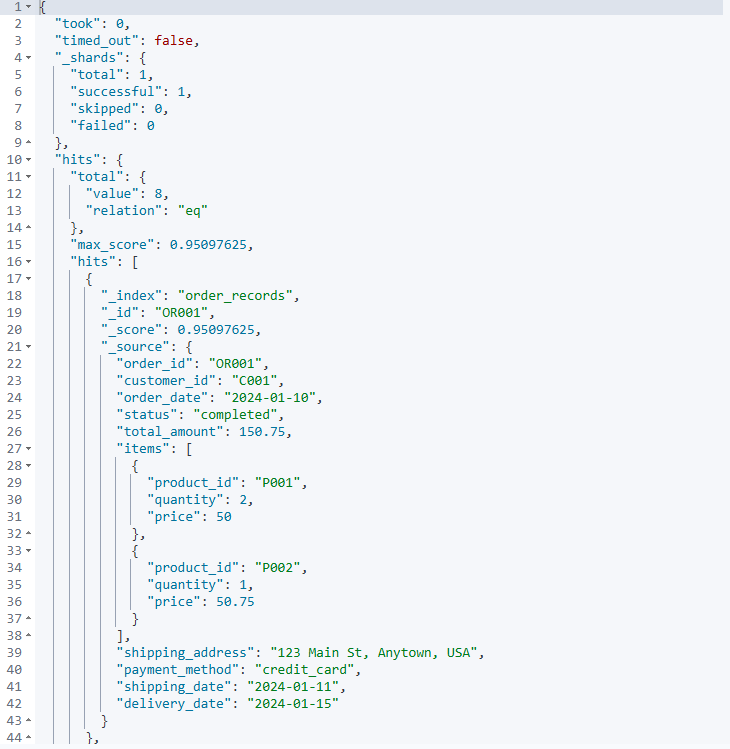 1 {
2 "took": 0,
3 "timed_out": false,
4 "_shards": {
5 "total": 1,
6 "successful": 1,
7 "skipped": 0,
8 "failed": 0
9 },
10 "hits": {
11 "total": {
12 "value": 8,
13 "relation": "eq"
14 },
15 "max_score": 0.95097625,
16 "hits": [
17 {
18 "_index": "order_records",
19 "_id": "OR001",
20 "_score": 0.95097625,
21 "_source": {
22 "order_id": "OR001",
23 "customer_id": "C001",
24 "order_date": "2024-01-10",
25 "status": "completed",
26 "total_amount": 150.75,
27 "items": [
28 {
29 "product_id": "P001",
30 "quantity": 2,
31 "price": 50
32 },
33 {
34 "product_id": "P002",
35 "quantity": 1,
36 "price": 50.75
37 }
38 ],
39 "shipping_address": "123 Main St, Anytown, USA",
40 "payment_method": "credit_card",
41 "shipping_date": "2024-01-11",
42 "delivery_date": "2024-01-15"
43 }
44 },